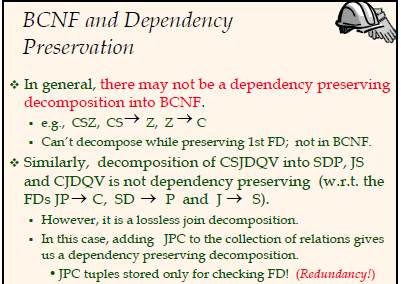 BCNF and Dependency
Preservation
❖ In general, there may not be a dependency preserving
decomposition into BCNF.
▪ e.g., CSZ, CS → Z, Z → C
▪ Can't decompose while preserving 1st FD; not in BCNF.
❖ Similarly, decomposition of CSJDQV into SDP, JS
and CJDQV is not dependency preserving (w.r.t. the
FDs JP → C, SD → P and J → S).
▪ However, it is a lossless join decomposition.
▪ In this case, adding JPC to the collection of relations gives
us a dependency preserving decomposition.
• JPC tuples stored only for checking FD! (Redundancy!)